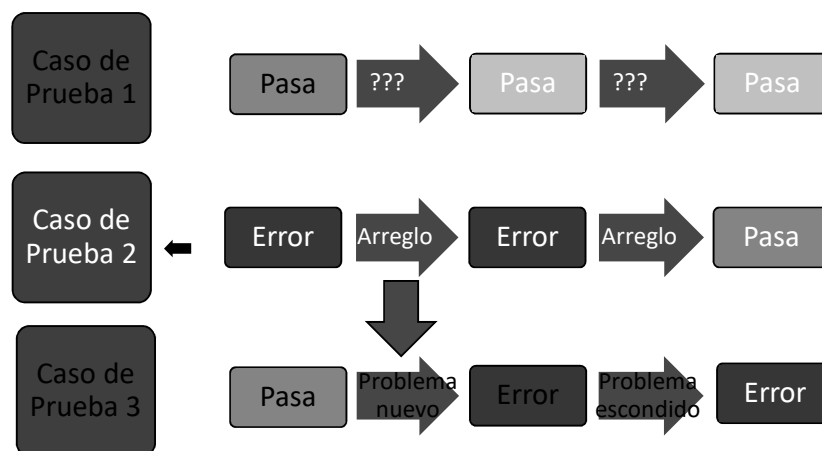 Caso de
Prueba 1
Pasa
???
Pasa
???
Pasa
Caso de
Prueba 2
Error
Arreglo
Error
Arreglo
Pasa
Caso de
Prueba 3
Pasa
Problema
nuevo
Error
Problema
escondido
Error